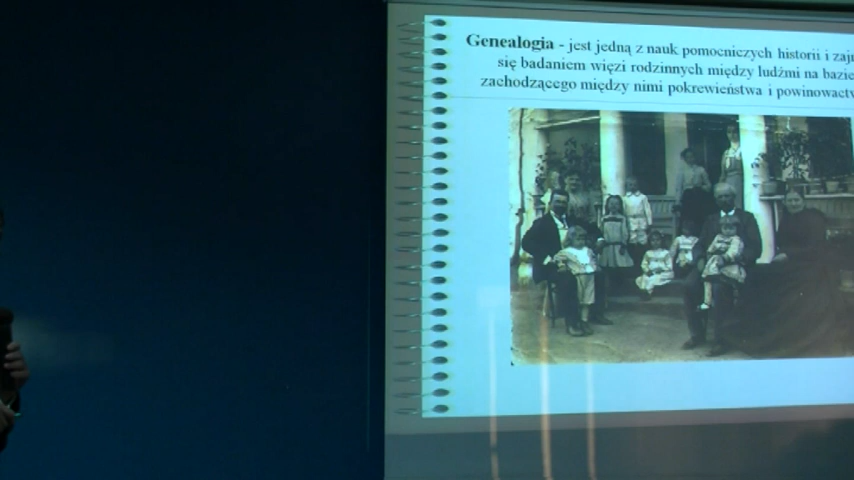 Genealogia - jest jedną z nauk pomocniczych historii i
się badaniem więzi rodzinnych między ludźmi na bazie
zachodzącego między nimi pokrewieństwa i